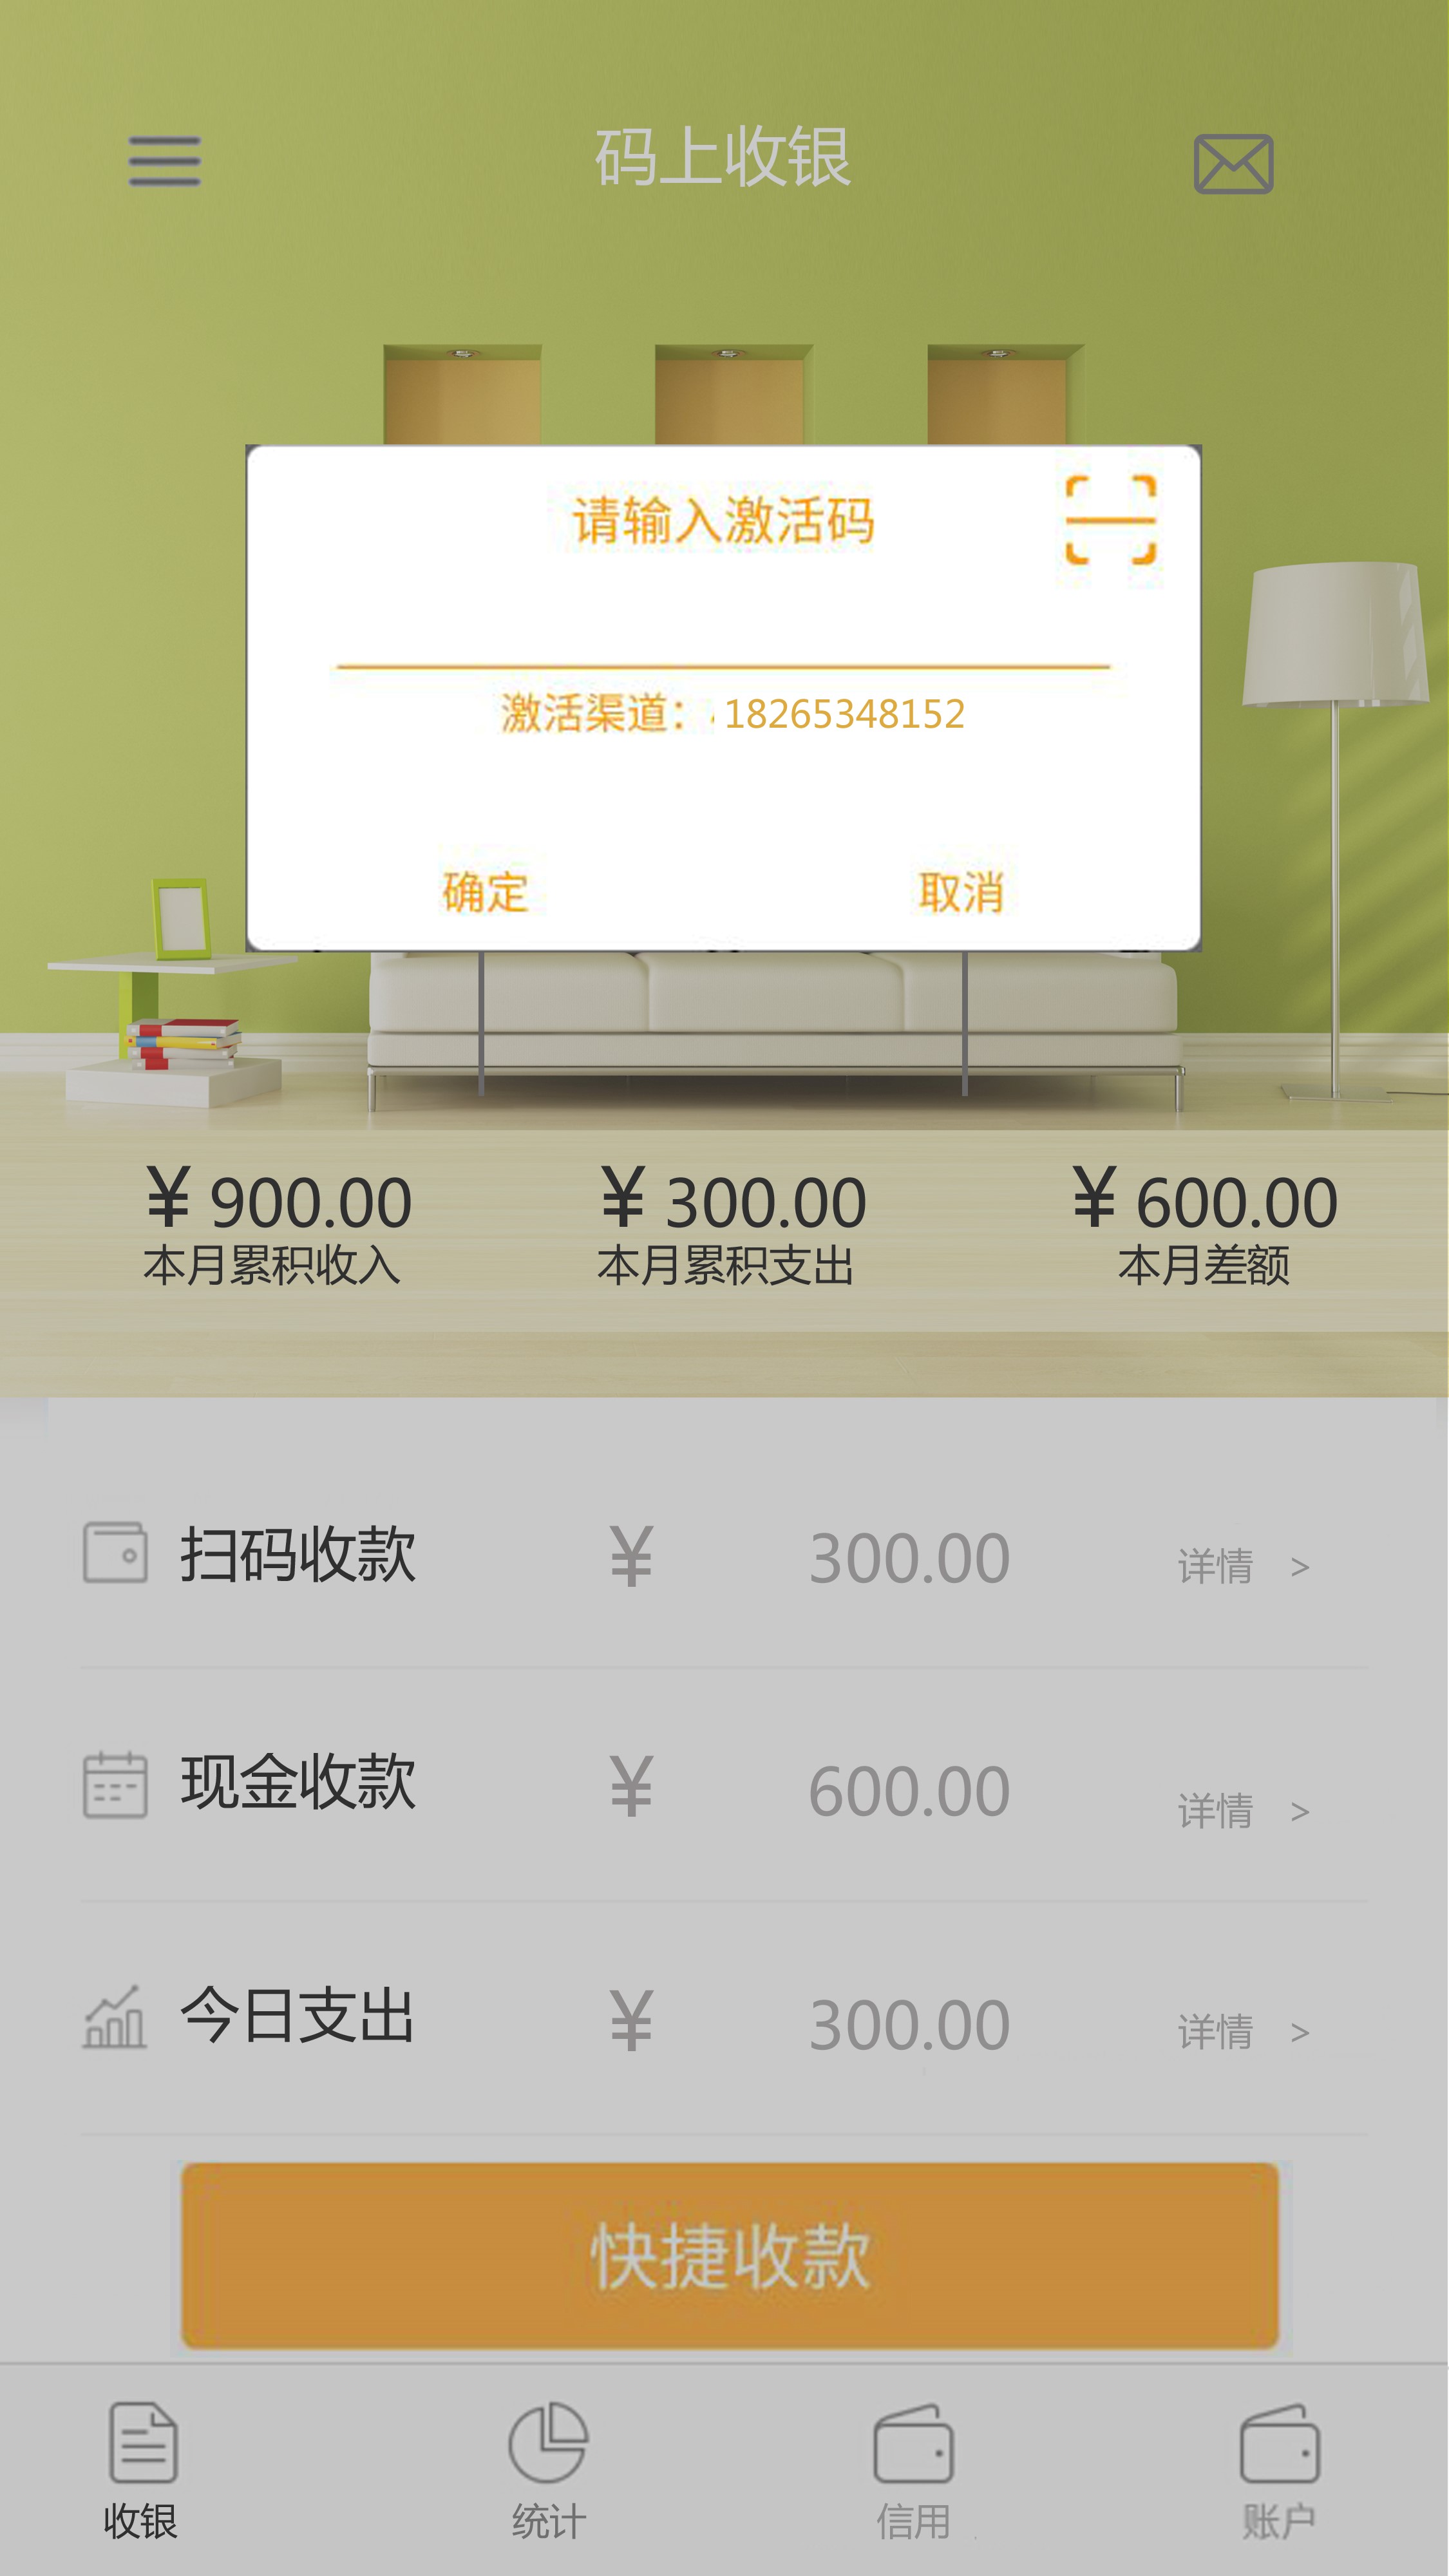 码上收银
请输入激活码
激活渠道：18265348152
确定 取消
¥ 900.00 ¥ 300.00 ¥ 600.00
本月累积收入 本月累积支出 本月差额
扫码收款 ¥ 300.00 详情 >
现金收款 ¥ 600.00 详情 >
今日支出 ¥ 300.00 详情 >
快捷收款
收银 统计 信用 账户